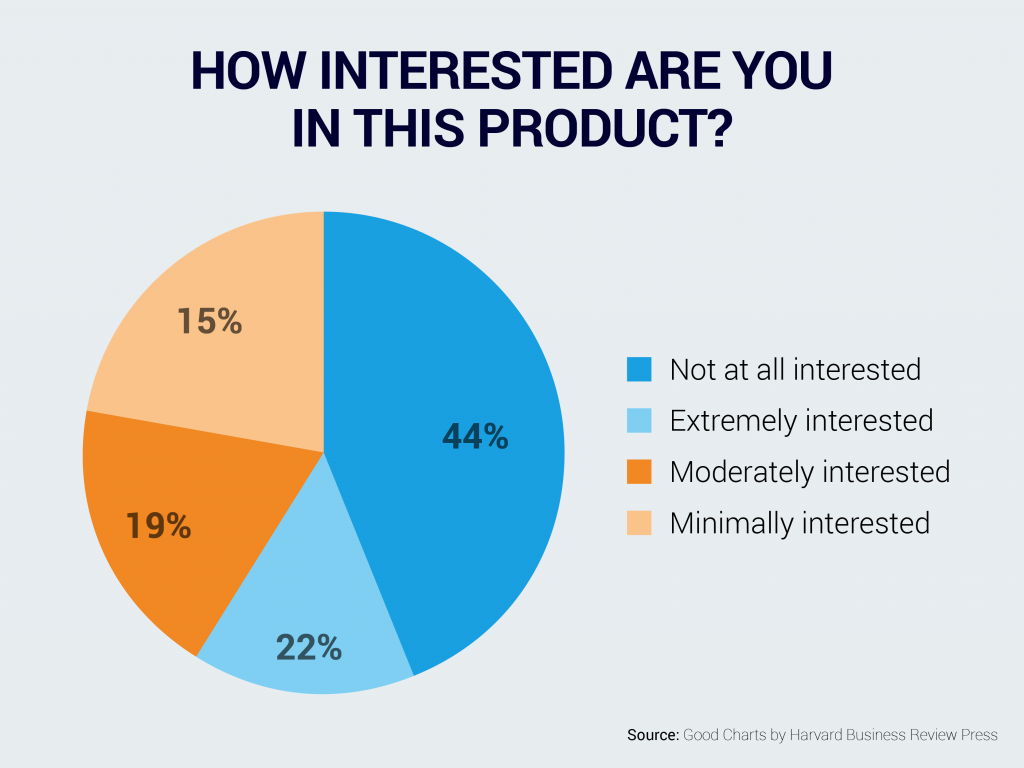 HOW INTERESTED ARE YOU
IN THIS PRODUCT?
15%
44%
19%
22%
Not at all interested
Extremely interested
Moderately interested
Minimally interested
Source: Good Charts by Harvard Business Review Press